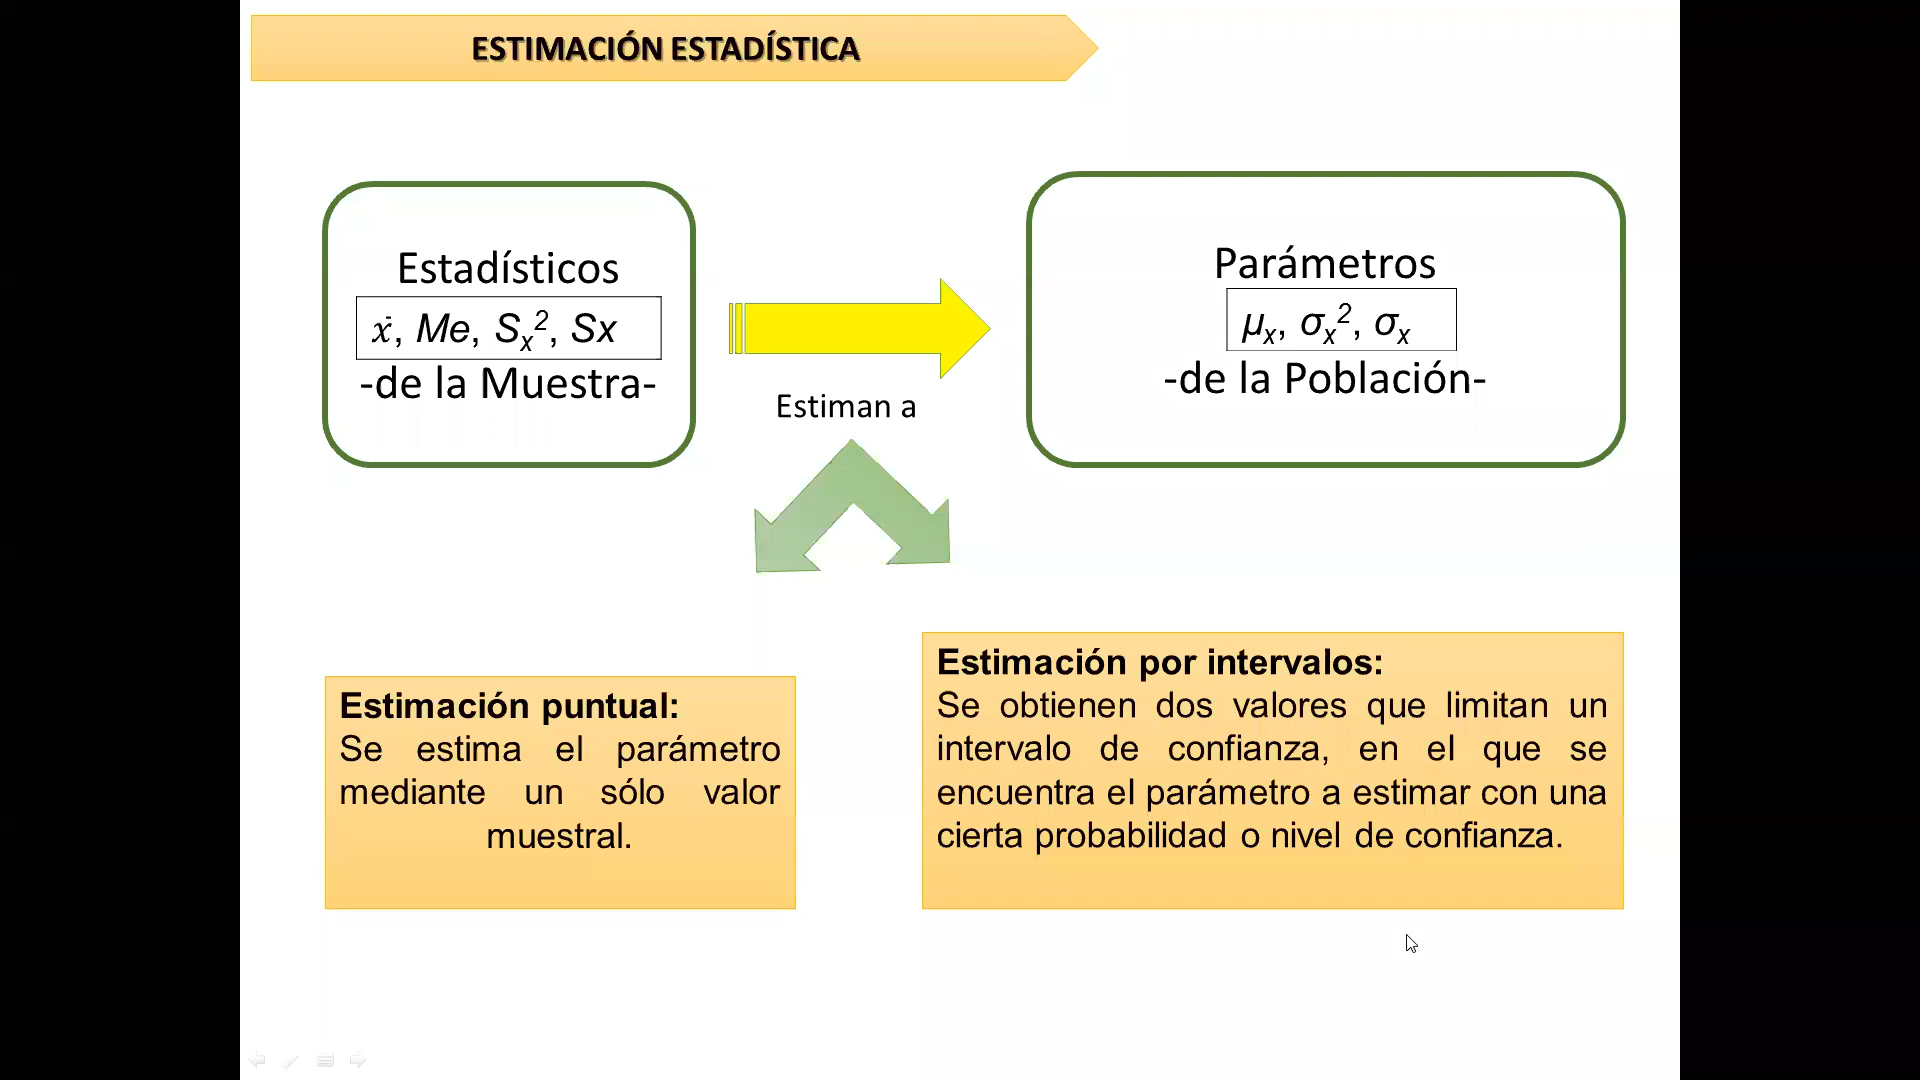 ESTIMACIÓN ESTADÍSTICA
Estadísticos
ẋ, Me, Sₓ², Sx
-de la Muestra-
Estiman a
Parámetros
μₓ, σₓ², σₓ
-de la Población-
Estimación puntual:
Se estima el parámetro
mediante un sólo valor
muestral.
Estimación por intervalos:
Se obtienen dos valores que limitan un
intervalo de confianza, en el que se
encuentra el parámetro a estimar con una
cierta probabilidad o nivel de confianza.